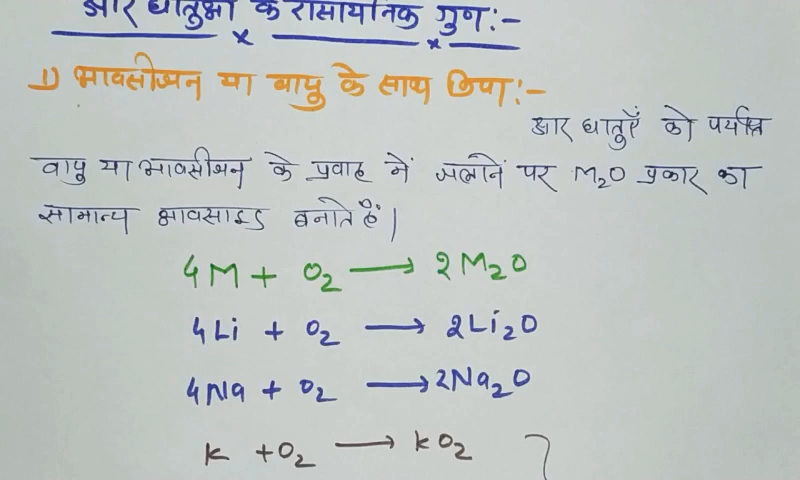 क्षार धातुओं के रासायनिक गुण:-
1) ऑक्सीजन या वायु के साथ क्रिया:-
क्षार धातुएँ को पर्याप्त
वायु या ऑक्सीजन के प्रवाह में जलाने पर M₂O प्रकार का
सामान्य ऑक्साइड बनाते हैं।
4M + O₂ ⟶ 2M₂O
4Li + O₂ ⟶ 2Li₂O
4Na + O₂ ⟶ 2Na₂O
K + O₂ ⟶ KO₂